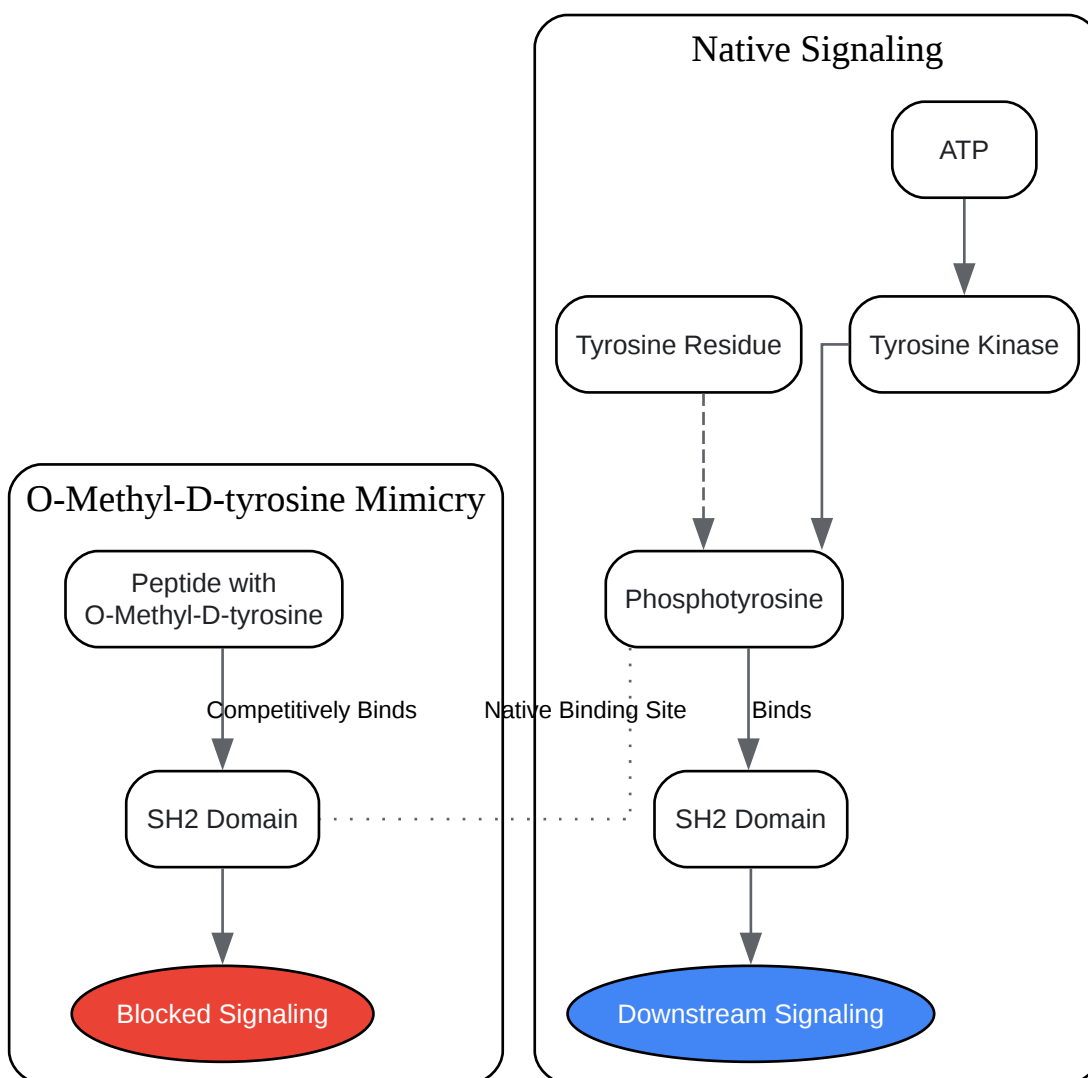 Native Signaling
ATP
Tyrosine Residue
Tyrosine Kinase
O-Methyl-D-tyrosine Mimicry
Peptide with
O-Methyl-D-tyrosine
Phosphotyrosine
Competitively Binds
Native Binding Site
Binds
SH2 Domain
SH2 Domain
Blocked Signaling
Downstream Signaling